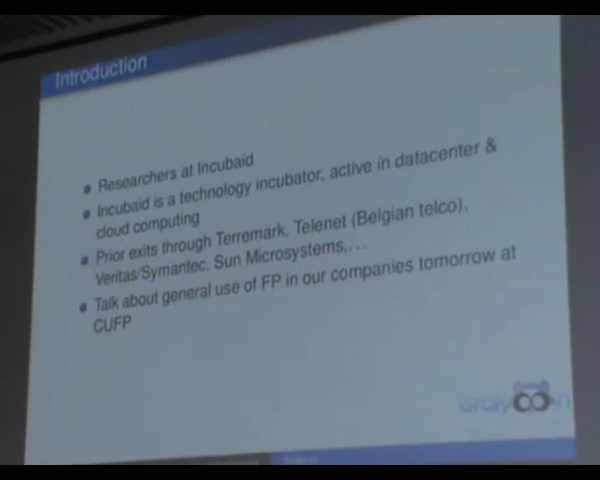 Introduction
Researchers at Incubaid
Incubaid is a technology incubator, active in datacenter &
cloud computing
Prior exits through Terremark, Telenet (Belgian telco),
Veritas/Symantec, Sun Microsystems,...
Talk about general use of FP in our companies tomorrow at
CUFP